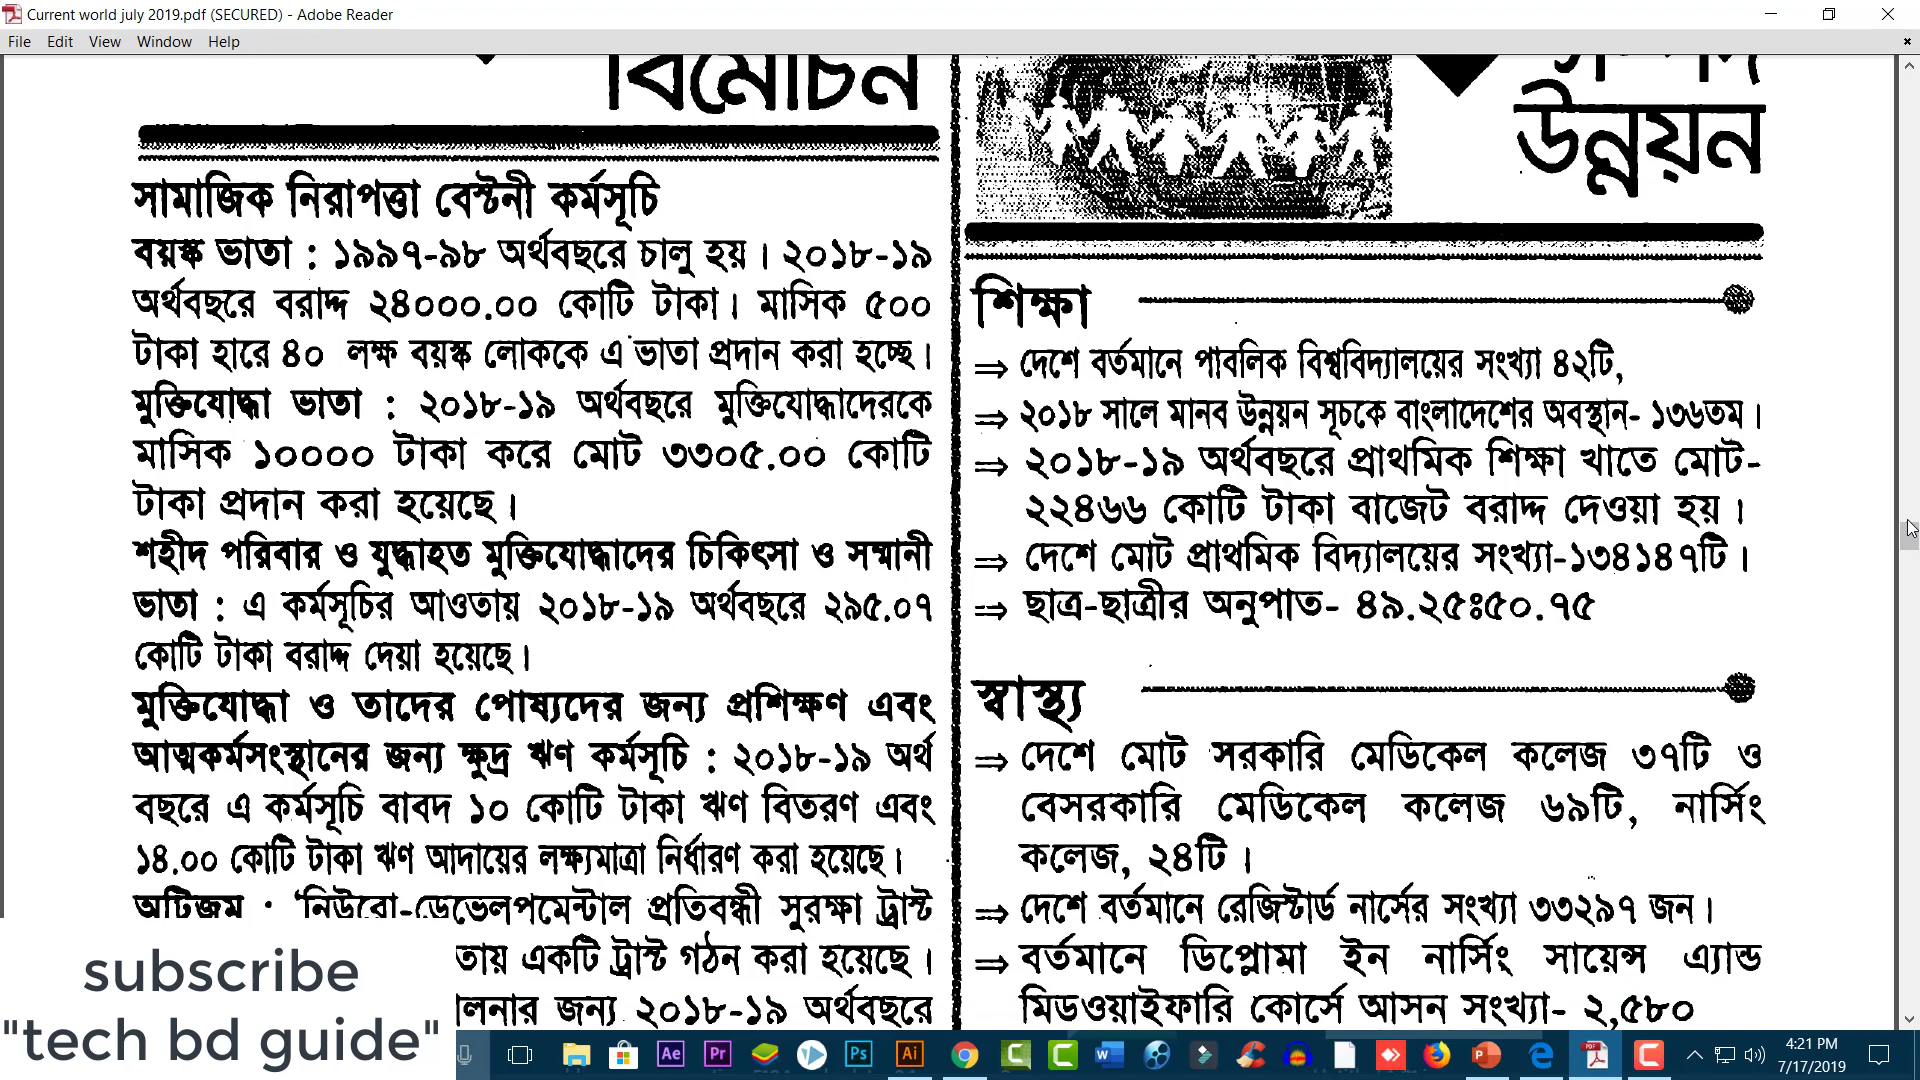 Current world july 2019.pdf (SECURED) - Adobe Reader
File Edit View Window Help
বিমোচন
সামাজিক নিরাপত্তা বেস্টনী কর্মসূচি
বয়স্ক ভাতা : ১৯৯৭-৯৮ অর্থবছরে চালু হয়। ২০১৮-১৯
অর্থবছরে বরাদ্দ ২৪০০০.০০ কোটি টাকা। মাসিক ৫০০
টাকা হারে ৪০ লক্ষ বয়স্ক লোককে এ ভাতা প্রদান করা হচ্ছে।
মুক্তিযোদ্ধা ভাতা : ২০১৮-১৯ অর্থবছরে মুক্তিযোদ্ধাদেরকে
মাসিক ১০০০০ টাকা করে মোট ৩৩০৫.০০ কোটি
টাকা প্রদান করা হয়েছে।
শহীদ পরিবার ও যুদ্ধাহত মুক্তিযোদ্ধাদের চিকিৎসা ও সম্মানী
ভাতা : এ কর্মসূচির আওতায় ২০১৮-১৯ অর্থবছরে ২৯৫.০৭
কোটি টাকা বরাদ্দ দেয়া হয়েছে।
মুক্তিযোদ্ধা ও তাদের পোষ্যদের জন্য প্রশিক্ষণ এবং
আত্মকর্মসংস্থানের জন্য ক্ষুদ্র ঋণ কর্মসূচি : ২০১৮-১৯ অর্থ
বছরে এ কর্মসূচি বাবদ ১০ কোটি টাকা ঋণ বিতরণ এবং
১৪.০০ কোটি টাকা ঋণ আদায়ের লক্ষ্যমাত্রা নির্ধারণ করা হয়েছে।
অটিজম : 'নিউরো-ডেভেলপমেন্টাল প্রতিবন্ধী সুরক্ষা ট্রাস্ট
তায় একটি ট্রাস্ট গঠন করা হয়েছে।
লনার জন্য ২০১৮-১৯ অর্থবছরে
উন্নয়ন
শিক্ষা
⇒ দেশে বর্তমানে পাবলিক বিশ্ববিদ্যালয়ের সংখ্যা ৪২টি,
⇒ ২০১৮ সালে মানব উন্নয়ন সূচকে বাংলাদেশের অবস্থান- ১৩৬তম।
⇒ ২০১৮-১৯ অর্থবছরে প্রাথমিক শিক্ষা খাতে মোট-
২২৪৬৬ কোটি টাকা বাজেট বরাদ্দ দেওয়া হয়।
⇒ দেশে মোট প্রাথমিক বিদ্যালয়ের সংখ্যা-১৩৪১৪৭টি।
⇒ ছাত্র-ছাত্রীর অনুপাত- ৪৯.২৫ঃ৫০.৭৫
স্বাস্থ্য
⇒ দেশে মোট সরকারি মেডিকেল কলেজ ৩৭টি ও
বেসরকারি মেডিকেল কলেজ ৬৯টি, নার্সিং
কলেজ, ২৪টি।
⇒ দেশে বর্তমানে রেজিস্টার্ড নার্সের সংখ্যা ৩৩২৯৭ জন।
⇒ বর্তমানে ডিপ্লোমা ইন নার্সিং সায়েন্স এ্যান্ড
মিডওয়াইফারি কোর্সে আসন সংখ্যা- ২,৫৮০
subscribe
"tech bd guide"
Ae Pr Ps Ai
4:21 PM
7/17/2019